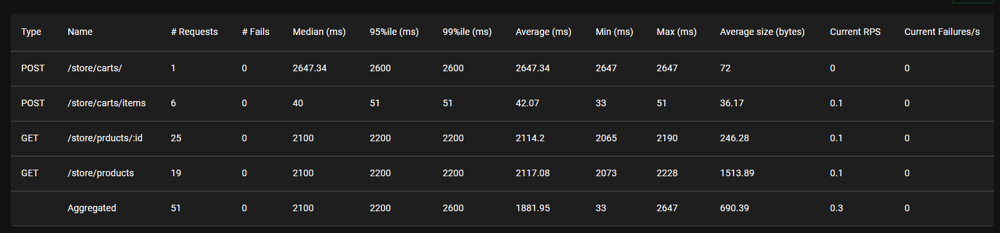 Type Name # Requests # Fails Median (ms) 95%ile (ms) 99%ile (ms) Average (ms) Min (ms) Max (ms) Average size (bytes) Current RPS Current Failures/s
POST /store/carts/ 1 0 2647.34 2600 2600 2647.34 2647 2647 72 0 0
POST /store/carts/items 6 0 40 51 51 42.07 33 51 36.17 0.1 0
GET /store/prducts/:id 25 0 2100 2200 2200 2114.2 2065 2190 246.28 0.1 0
GET /store/products 19 0 2100 2200 2200 2117.08 2073 2228 1513.89 0.1 0
Aggregated 51 0 2100 2200 2600 1881.95 33 2647 690.39 0.3 0